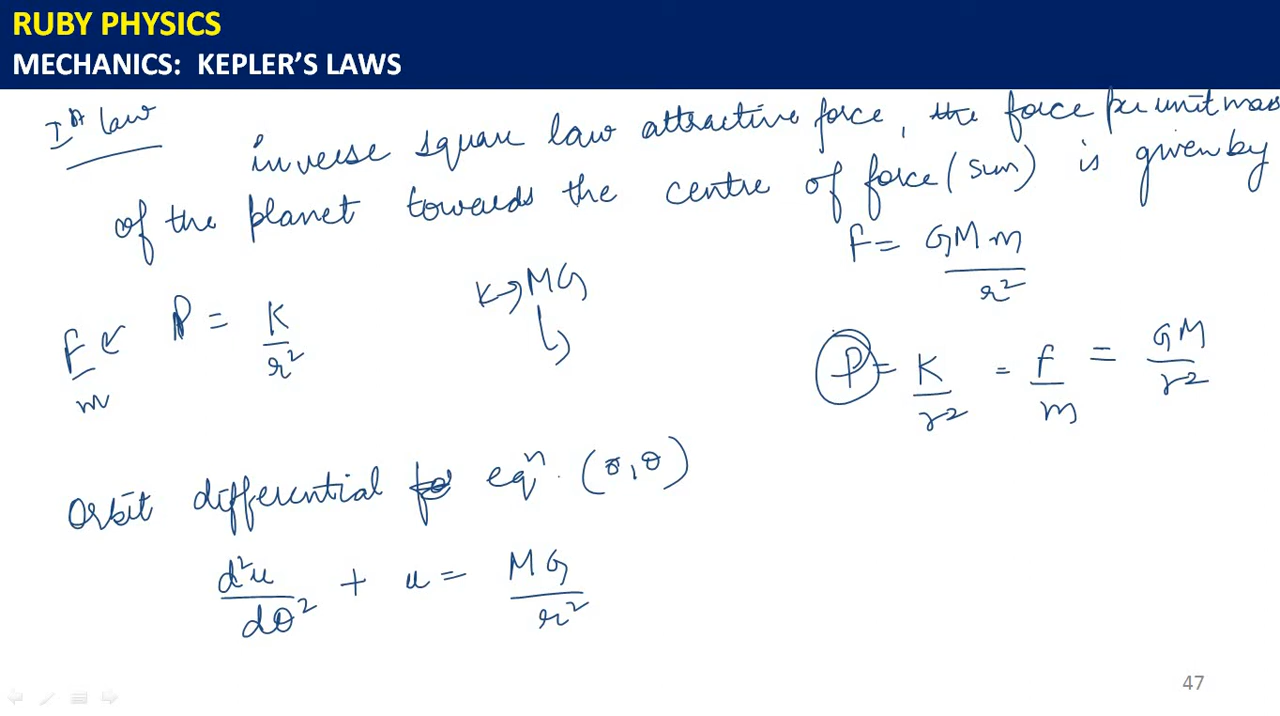 RUBY PHYSICS
MECHANICS: KEPLER'S LAWS
Ist law
inverse square law attractive force, the force per unit mass
of the planet towards the centre of force (sun) is given by
F = GMm/r²
F/m ↙ P = K/r²
K → MG
P = K/r² = f/m = GM/r²
Orbit differential eqⁿ. (r, θ)
d²u/dθ² + u = MG/r²
47